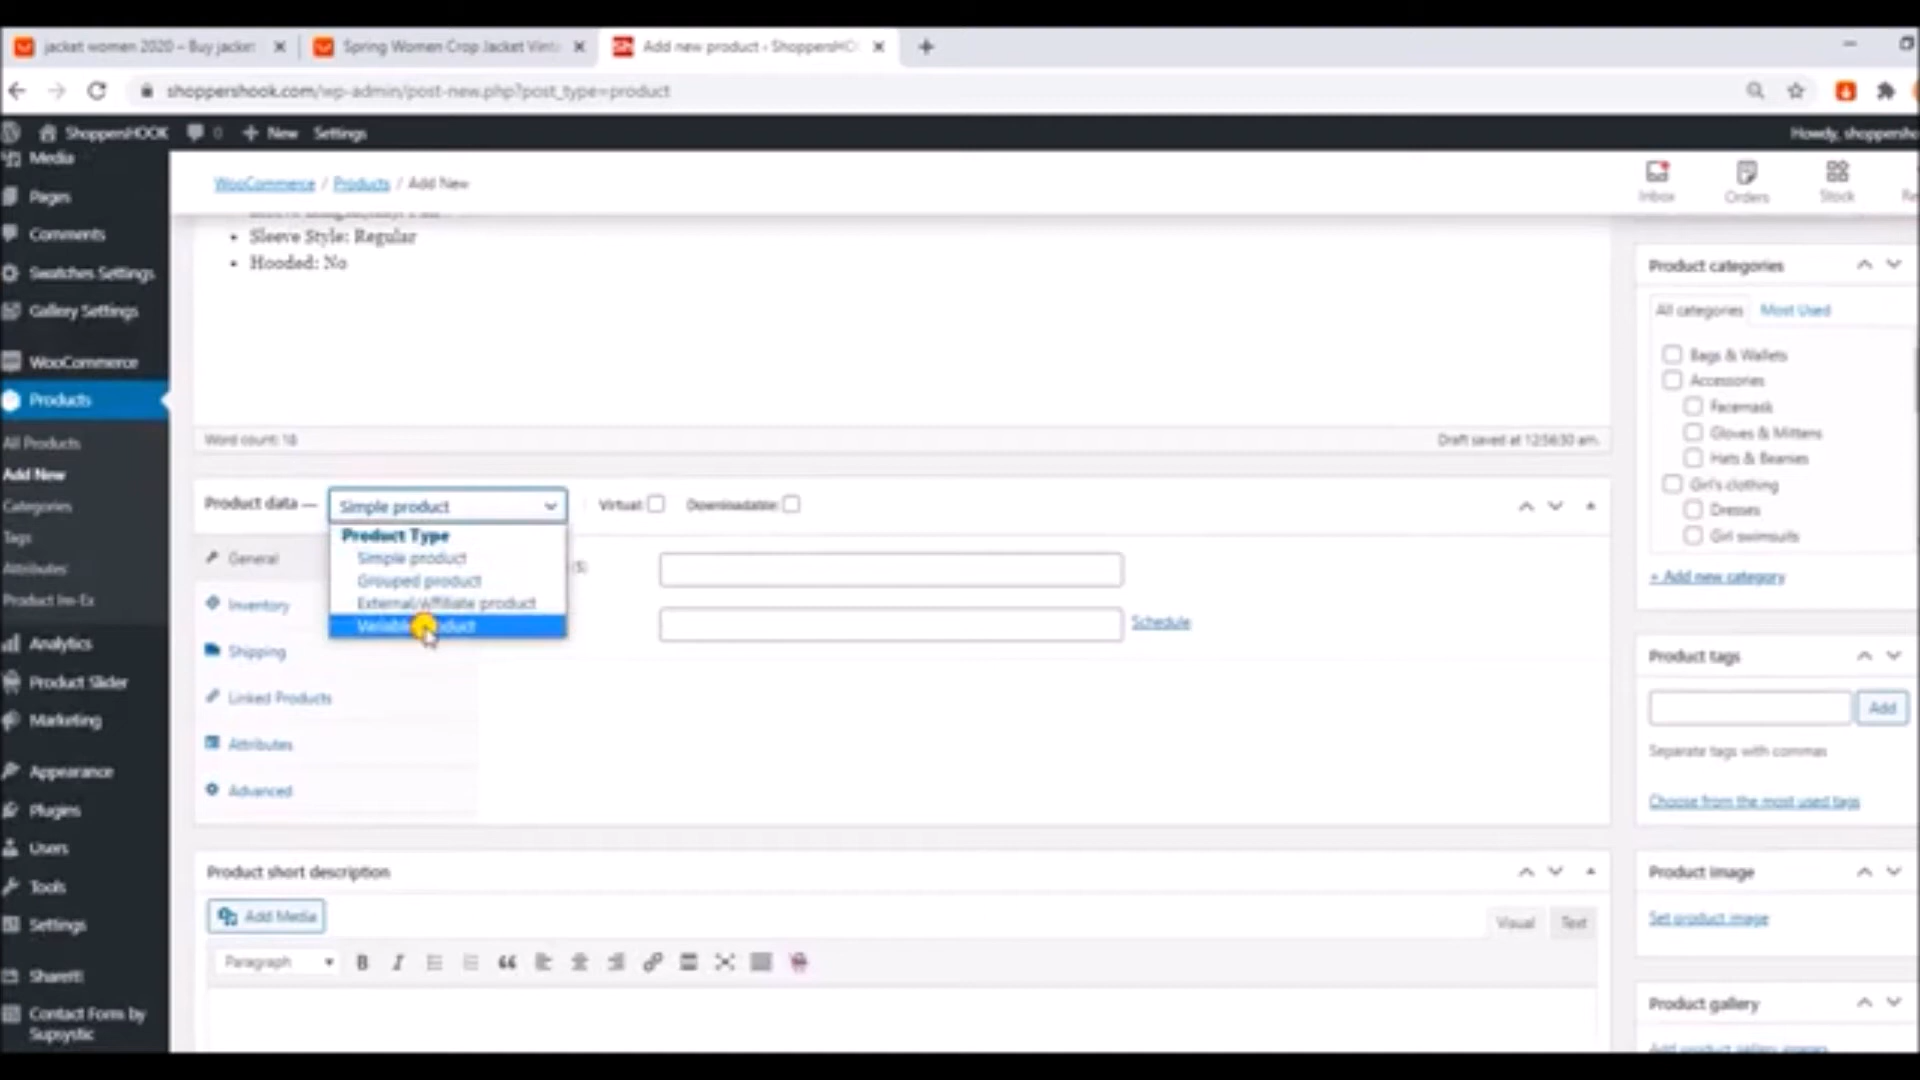 jacket women 2020 – Buy jacket
Spring Women Crop Jacket Vint
Add new product ‹ ShoppersHO
shoppershook.com/wp-admin/post-new.php?post_type=product
ShoppersHOOK
0
New
Settings
Howdy, shoppersho
Media
Pages
Comments
Swatches Settings
Gallery Settings
WooCommerce
Products
All Products
Add New
Categories
Tags
Attributes
Product Im-Ex
Analytics
Product Slider
Marketing
Appearance
Plugins
Users
Tools
Settings
Contact Form by
Supsystic
WooCommerce / Products / Add New
Inbox
Orders
Stock
Sleeve Style: Regular
Hooded: No
Word count: 18
Draft saved at 12:56:30 am.
Product data —
Simple product
Virtual:
Downloadable:
Product Type
Simple product
Grouped product
External/Affiliate product
Variable product
General
Inventory
Shipping
Linked Products
Attributes
Advanced
Schedule
Product short description
Add Media
Visual
Text
Paragraph
Product categories
All categories
Most Used
Bags & Wallets
Accessories
Facemask
Gloves & Mittens
Hats & Beanies
Girl's clothing
Dresses
Girl swimsuits
+ Add new category
Product tags
Add
Separate tags with commas
Choose from the most used tags
Product image
Set product image
Product gallery
Add product gallery images